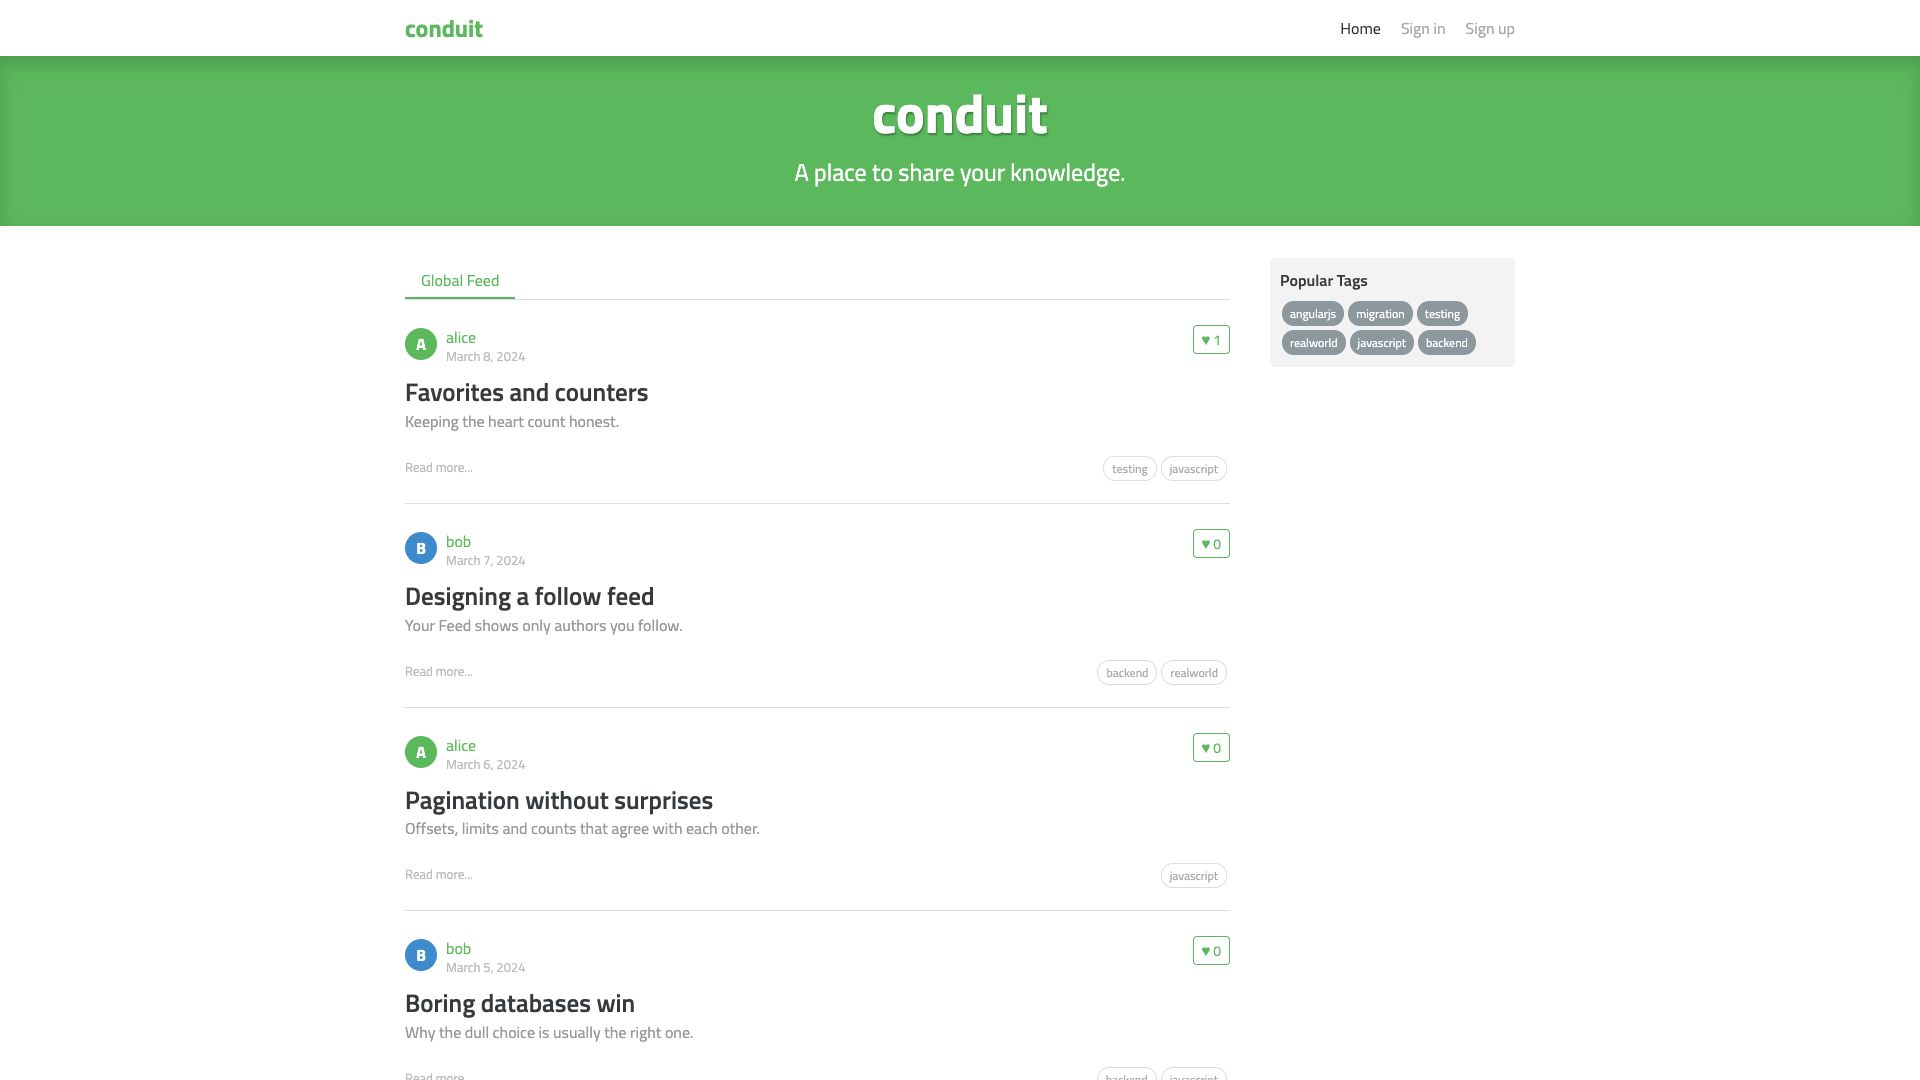 conduit
Home Sign in Sign up
conduit
A place to share your knowledge.
Global Feed
Popular Tags
angularjs migration testing
realworld javascript backend
A alice ♥ 1
March 8, 2024
Favorites and counters
Keeping the heart count honest.
Read more... testing javascript
B bob ♥ 0
March 7, 2024
Designing a follow feed
Your Feed shows only authors you follow.
Read more... backend realworld
A alice ♥ 0
March 6, 2024
Pagination without surprises
Offsets, limits and counts that agree with each other.
Read more... javascript
B bob ♥ 0
March 5, 2024
Boring databases win
Why the dull choice is usually the right one.
Read more... backend javascript